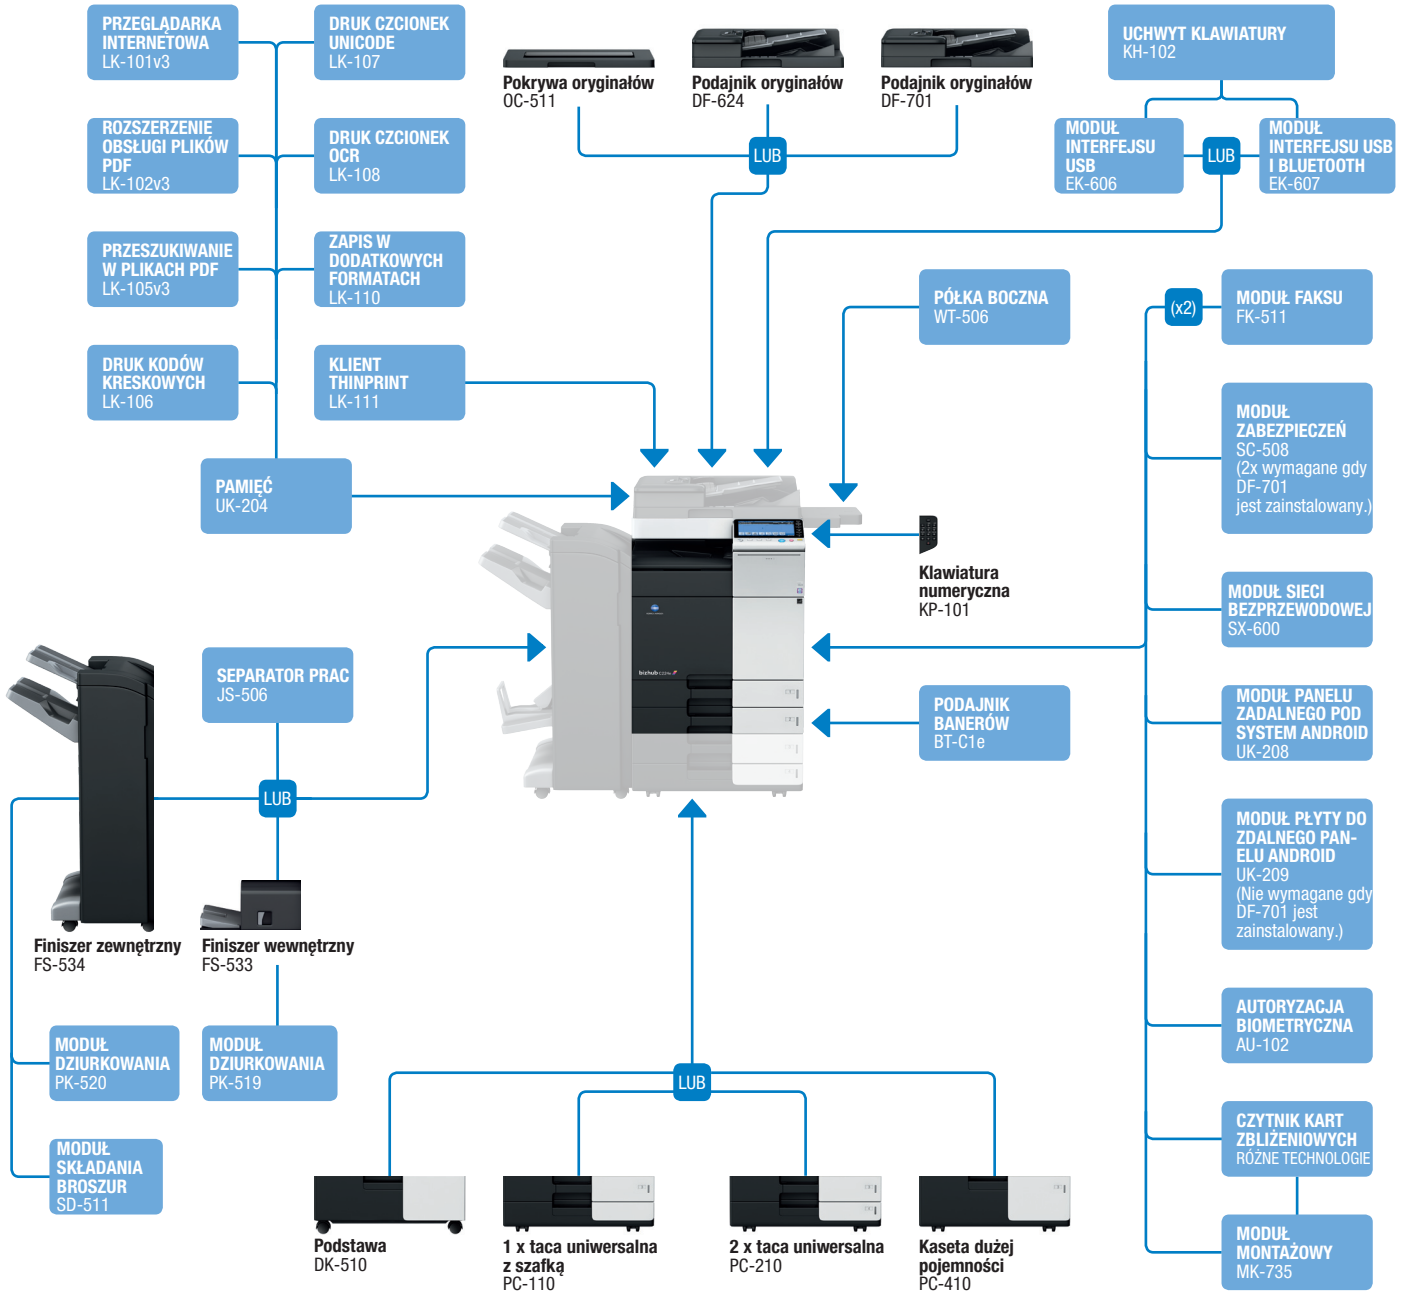 PRZEGLĄDARKA
INTERNETOWA
LK-101v3
DRUK CZCIONEK
UNICODE
LK-107
ROZSZERZENIE
OBSŁUGI PLIKÓW
PDF
LK-102v3
DRUK CZCIONEK
OCR
LK-108
PRZESZUKIWANIE
W PLIKACH PDF
LK-105v3
ZAPIS W
DODATKOWYCH
FORMATACH
LK-110
DRUK KODÓW
KRESKOWYCH
LK-106
KLIENT
THINPRINT
LK-111
PAMIĘĆ
UK-204
Pokrywa oryginałów
OC-511
Podajnik oryginałów
DF-624
Podajnik oryginałów
DF-701
LUB
UCHWYT KLAWIATURY
KH-102
MODUŁ
INTERFEJSU
USB
EK-606
LUB
MODUŁ
INTERFEJSU USB
I BLUETOOTH
EK-607
PÓŁKA BOCZNA
WT-506
(x2)
MODUŁ FAKSU
FK-511
MODUŁ
ZABEZPIECZEŃ
SC-508
(2x wymagane gdy
DF-701
jest zainstalowany.)
Klawiatura
numeryczna
KP-101
MODUŁ SIECI
BEZPRZEWODOWEJ
SX-600
bizhub
SEPARATOR PRAC
JS-506
PODAJNIK
BANERÓW
BT-C1e
MODUŁ PANELU
ZADALNEGO POD
SYSTEM ANDROID
UK-208
LUB
MODUŁ PŁYTY DO
ZDALNEGO PAN-
ELU ANDROID
UK-209
(Nie wymagane gdy
DF-701 jest
zainstalowany.)
Finiszer zewnętrzny
FS-534
Finiszer wewnętrzny
FS-533
AUTORYZACJA
BIOMETRYCZNA
AU-102
MODUŁ
DZIURKOWANIA
PK-520
MODUŁ
DZIURKOWANIA
PK-519
LUB
CZYTNIK KART
ZBLIŻENIOWYCH
RÓŻNE TECHNOLOGIE
MODUŁ
SKŁADANIA
BROSZUR
SD-511
MODUŁ
MONTAŻOWY
MK-735
Podstawa
DK-510
1 x taca uniwersalna
z szafką
PC-110
2 x taca uniwersalna
PC-210
Kaseta dużej
pojemności
PC-410